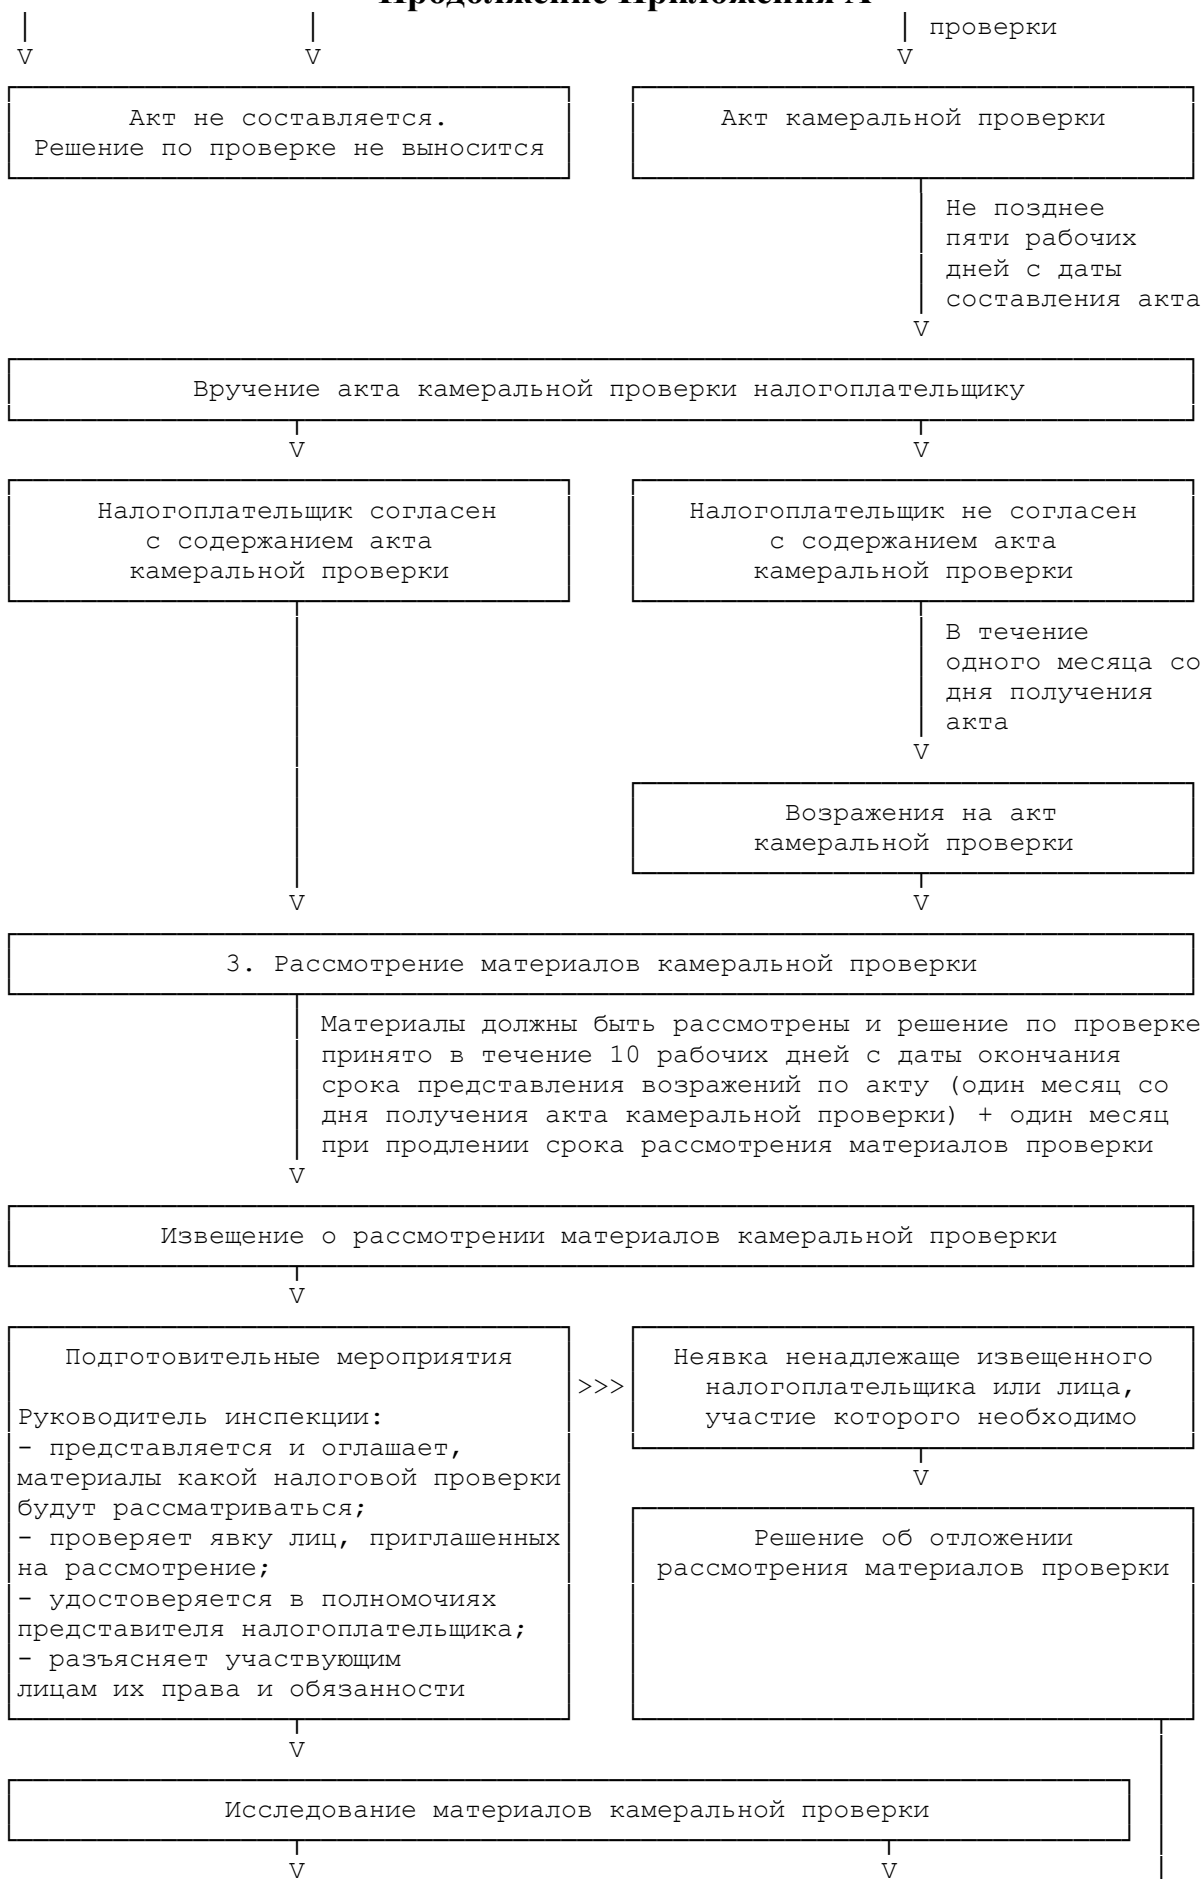 Продолжение Приложения А
проверки
Акт не составляется.
Решение по проверке не выносится
Акт камеральной проверки
Не позднее
пяти рабочих
дней с даты
составления акта
Вручение акта камеральной проверки налогоплательщику
Налогоплательщик согласен
с содержанием акта
камеральной проверки
Налогоплательщик не согласен
с содержанием акта
камеральной проверки
В течение
одного месяца со
дня получения
акта
Возражения на акт
камеральной проверки
3. Рассмотрение материалов камеральной проверки
Материалы должны быть рассмотрены и решение по проверке
принято в течение 10 рабочих дней с даты окончания
срока представления возражений по акту (один месяц со
дня получения акта камеральной проверки) + один месяц
при продлении срока рассмотрения материалов проверки
Извещение о рассмотрении материалов камеральной проверки
Подготовительные мероприятия
Руководитель инспекции:
- представляется и оглашает,
материалы какой налоговой проверки
будут рассматриваться;
- проверяет явку лиц, приглашенных
на рассмотрение;
- удостоверяется в полномочиях
представителя налогоплательщика;
- разъясняет участвующим
лицам их права и обязанности
>>>
Неявка ненадлежаще извещенного
налогоплательщика или лица,
участие которого необходимо
Решение об отложении
рассмотрения материалов проверки
Исследование материалов камеральной проверки